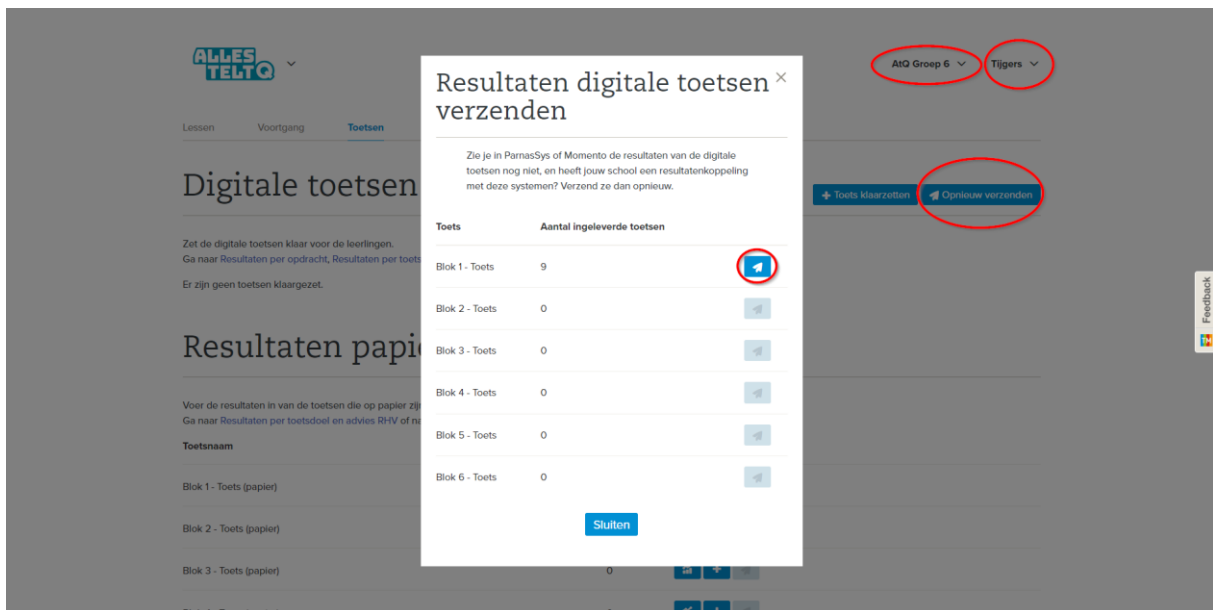 ALLES
TELT Q
AtQ Groep 6
Tijgers
Lessen Voortgang Toetsen
Digitale toetsen
Toets klaarzetten
Opnieuw verzenden
Zet de digitale toetsen klaar voor de leerlingen.
Ga naar Resultaten per opdracht, Resultaten per toets
Er zijn geen toetsen klaargezet.
Resultaten
Voer de resultaten in van de toetsen die op papier
Ga naar Resultaten per toetsdoel en advies RHV of
Toetsnaam
Blok 1 - Toets (papier)
Blok 2 - Toets (papier)
Blok 3 - Toets (papier) 0
Resultaten digitale toetsen
verzenden
Zie je in ParnasSys of Momento de resultaten van de digitale
toetsen nog niet, en heeft jouw school een resultatenkoppeling
met deze systemen? Verzend ze dan opnieuw.
Toets Aantal ingeleverde toetsen
Blok 1 - Toets 9
Blok 2 - Toets 0
Blok 3 - Toets 0
Blok 4 - Toets 0
Blok 5 - Toets 0
Blok 6 - Toets 0
Sluiten
Feedback